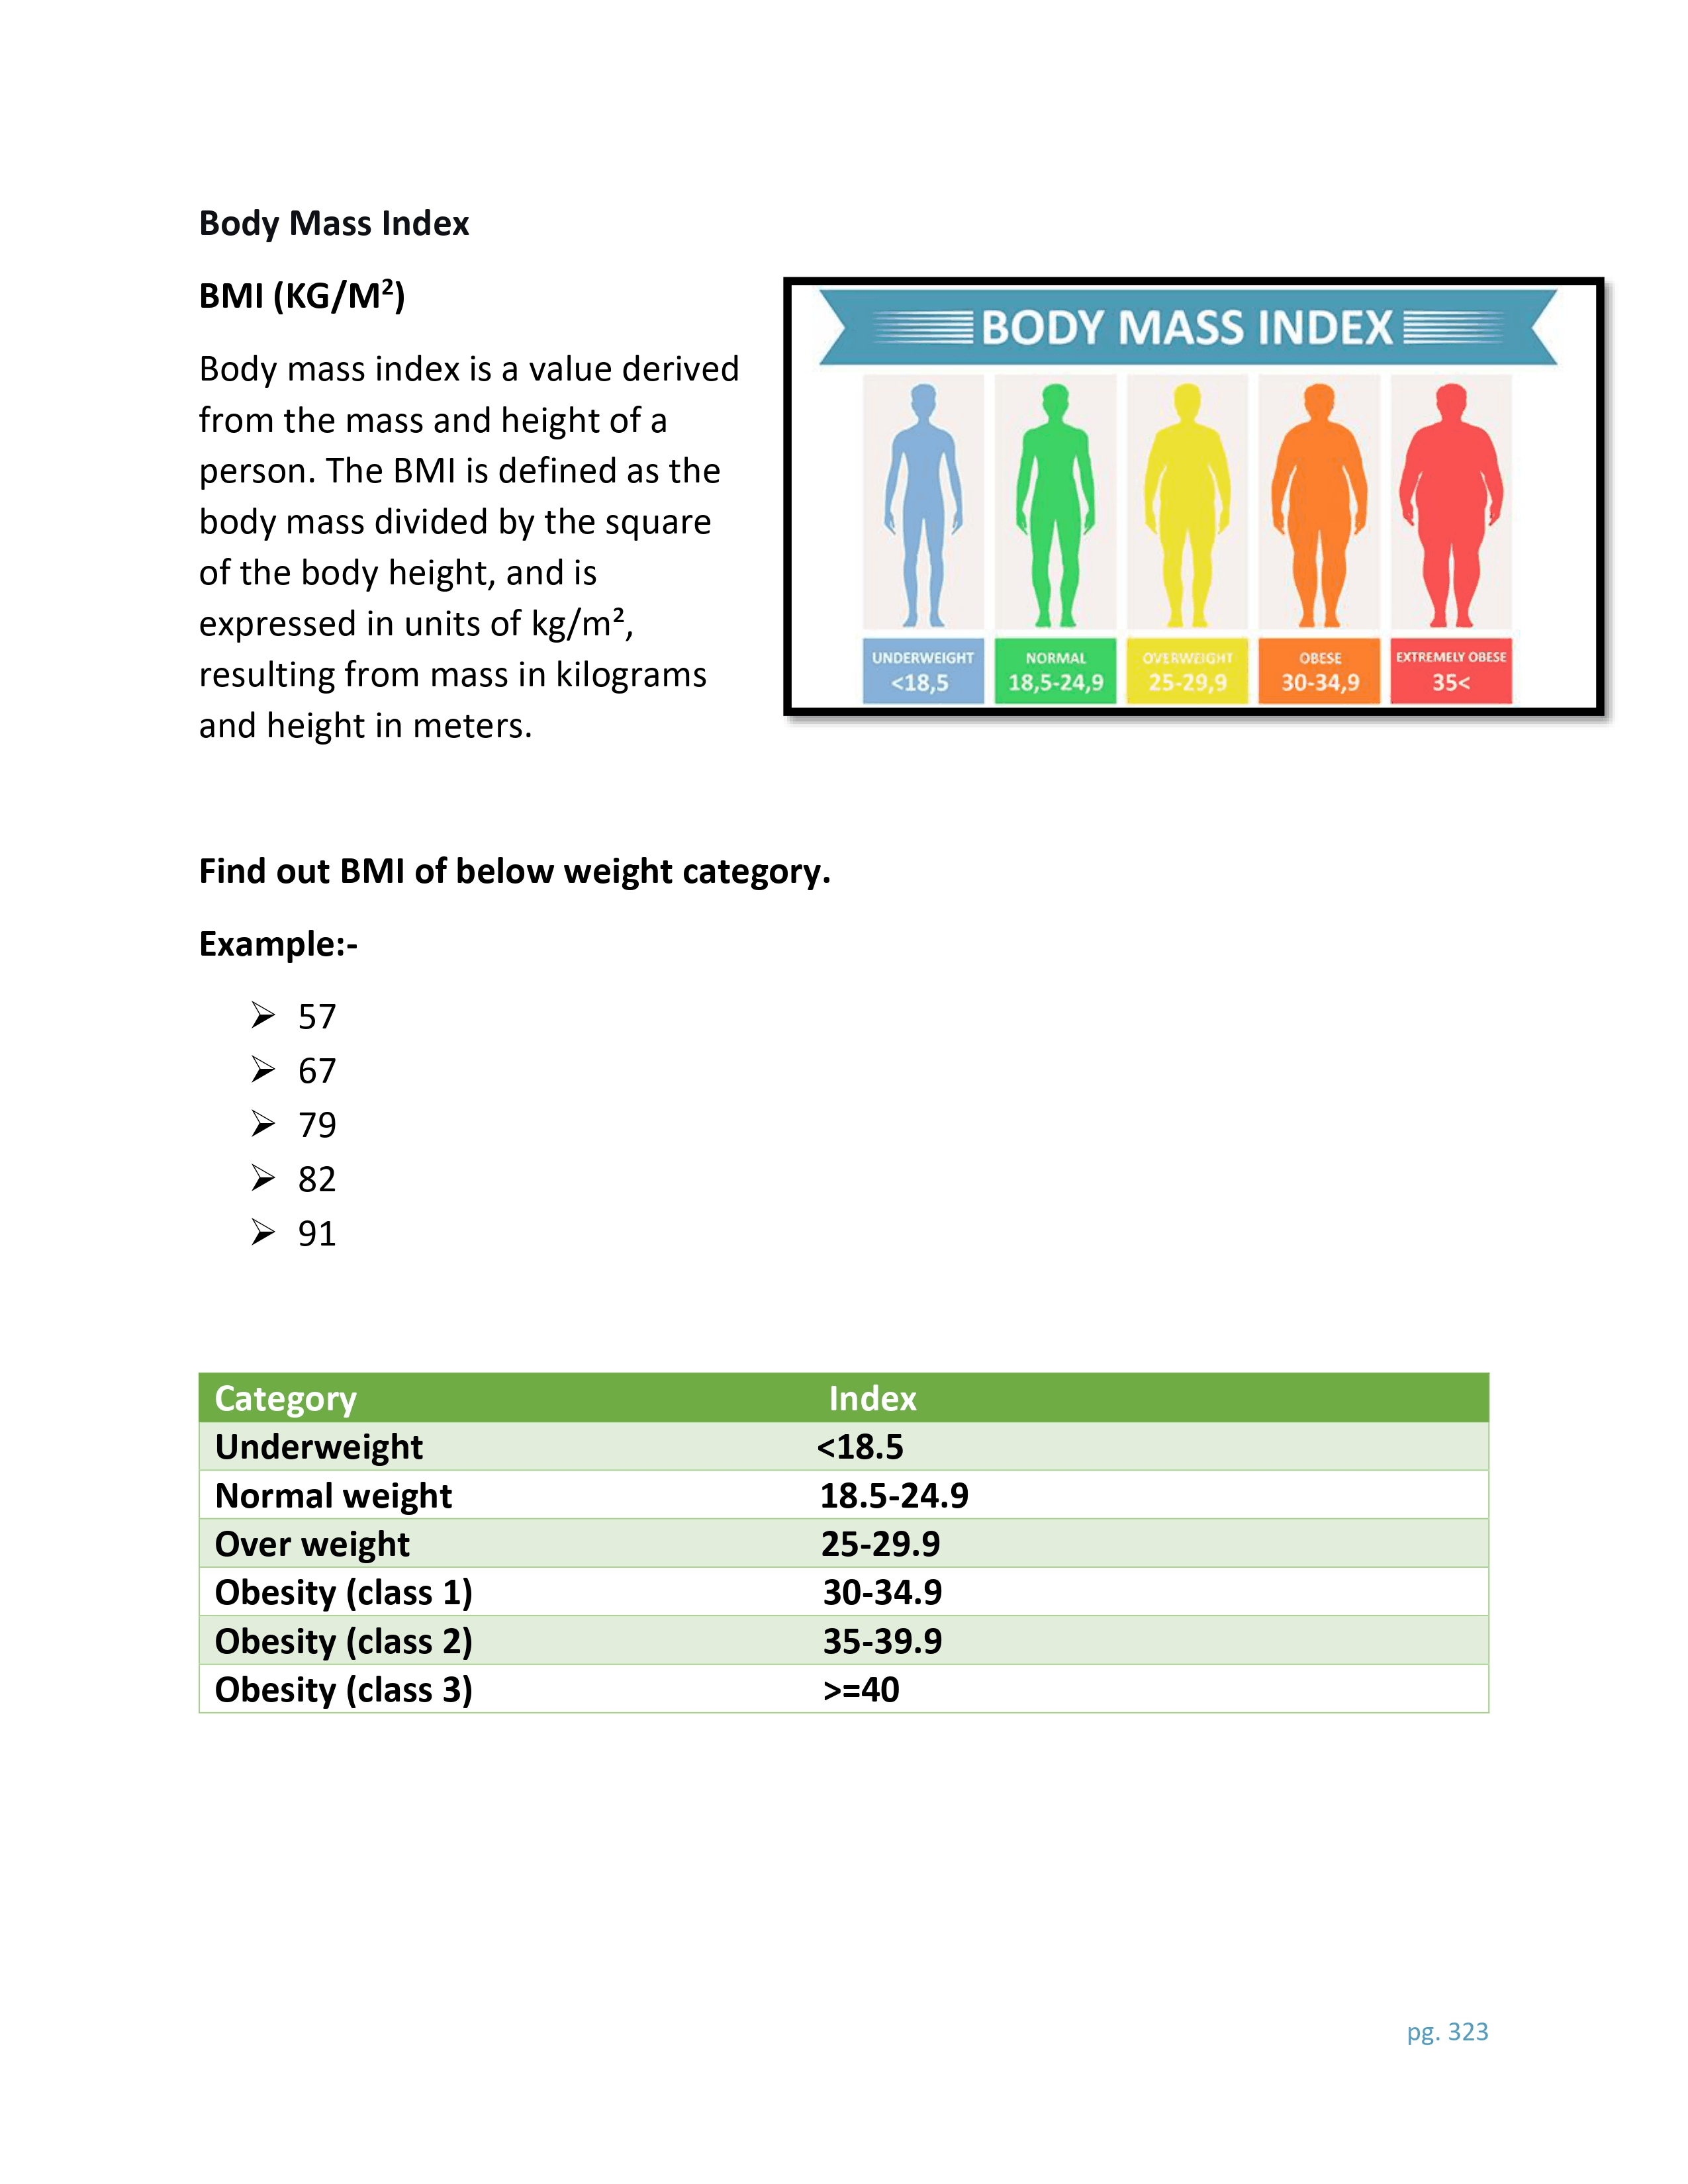 Body Mass Index
BMI (KG/M²)
Body mass index is a value derived
from the mass and height of a
person. The BMI is defined as the
body mass divided by the square
of the body height, and is
expressed in units of kg/m²,
resulting from mass in kilograms
and height in meters.
BODY MASS INDEX
UNDERWEIGHT
<18,5
NORMAL
18,5-24,9
OVERWEIGHT
25-29,9
OBESE
30-34,9
EXTREMELY OBESE
35<
Find out BMI of below weight category.
Example:-
➢ 57
➢ 67
➢ 79
➢ 82
➢ 91
Category Index
Underweight <18.5
Normal weight 18.5-24.9
Over weight 25-29.9
Obesity (class 1) 30-34.9
Obesity (class 2) 35-39.9
Obesity (class 3) >=40
pg. 323